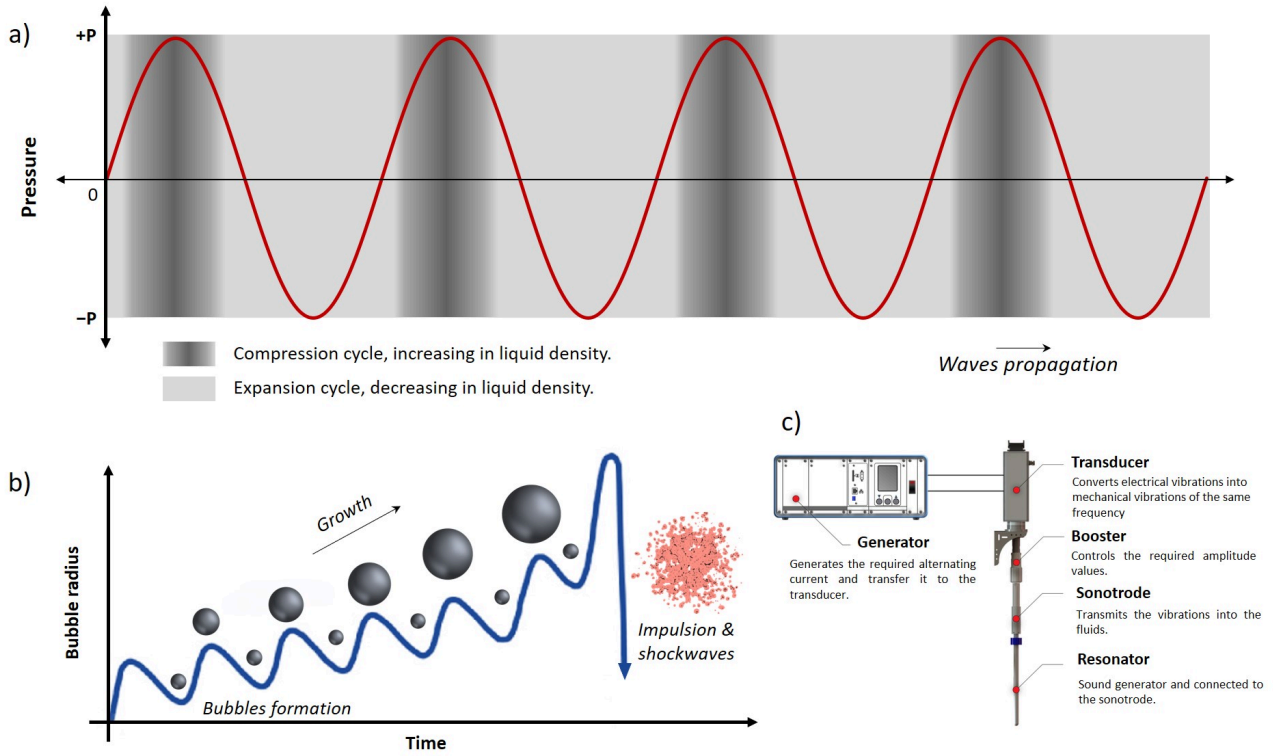 a)
+P
Pressure
0
−P
Compression cycle, increasing in liquid density.
Expansion cycle, decreasing in liquid density.
Waves propagation
b)
Bubble radius
Growth
Bubbles formation
Impulsion &
shockwaves
Time
c)
Generator
Generates the required alternating
current and transfer it to the
transducer.
Transducer
Converts electrical vibrations into
mechanical vibrations of the same
frequency
Booster
Controls the required amplitude
values.
Sonotrode
Transmits the vibrations into the
fluids.
Resonator
Sound generator and connected to
the sonotrode.